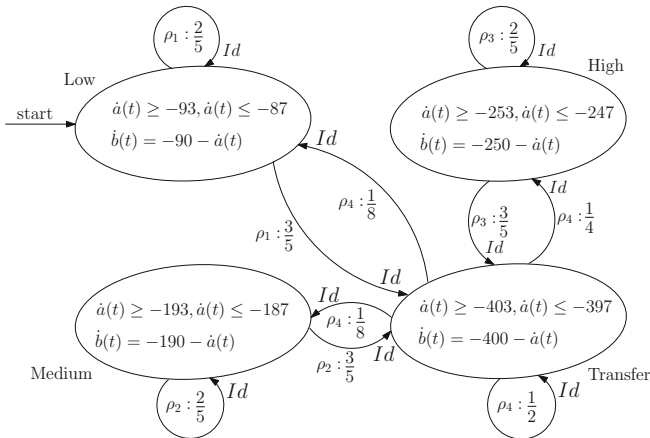 ρ₁ : 2/5
Id
Low
start
ȧ(t) ≥ −93, ȧ(t) ≤ −87
ḃ(t) = −90 − ȧ(t)
ρ₃ : 2/5
Id
High
ȧ(t) ≥ −253, ȧ(t) ≤ −247
ḃ(t) = −250 − ȧ(t)
Id
ρ₄ : 1/8
ρ₁ : 3/5
Id
ρ₃ : 3/5
Id
Id
ρ₄ : 1/4
ȧ(t) ≥ −193, ȧ(t) ≤ −187
ḃ(t) = −190 − ȧ(t)
Medium
Id
ρ₄ : 1/8
Id
ρ₂ : 3/5
ȧ(t) ≥ −403, ȧ(t) ≤ −397
ḃ(t) = −400 − ȧ(t)
Transfer
ρ₂ : 2/5
Id
ρ₄ : 1/2
Id